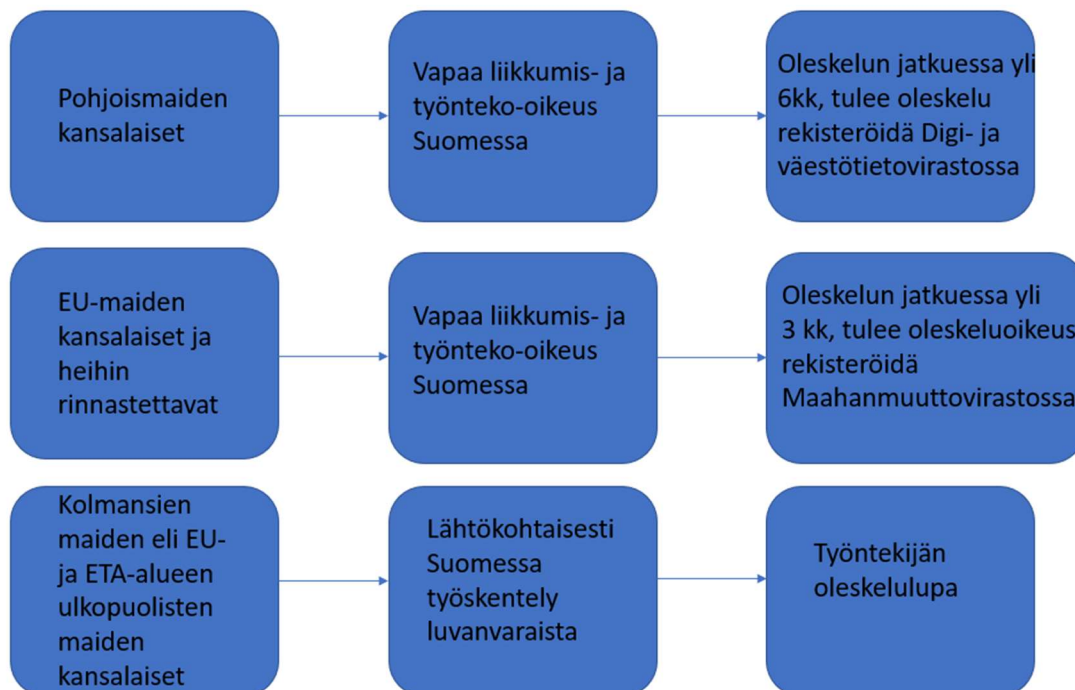 Pohjoismaiden
kansalaiset
Vapaa liikkumis- ja
työnteko-oikeus
Suomessa
Oleskelun jatkuessa yli
6kk, tulee oleskelu
rekisteröidä Digi- ja
väestötietovirastossa
EU-maiden
kansalaiset ja
heihin
rinnastettavat
Vapaa liikkumis- ja
työnteko-oikeus
Suomessa
Oleskelun jatkuessa yli
3 kk, tulee oleskeluoikeus
rekisteröidä
Maahanmuuttovirastossa
Kolmansien
maiden eli EU-
ja ETA-alueen
ulkopuolisten
maiden
kansalaiset
Lähtökohtaisesti
Suomessa
työskentely
luvanvaraista
Työntekijän
oleskelulupa